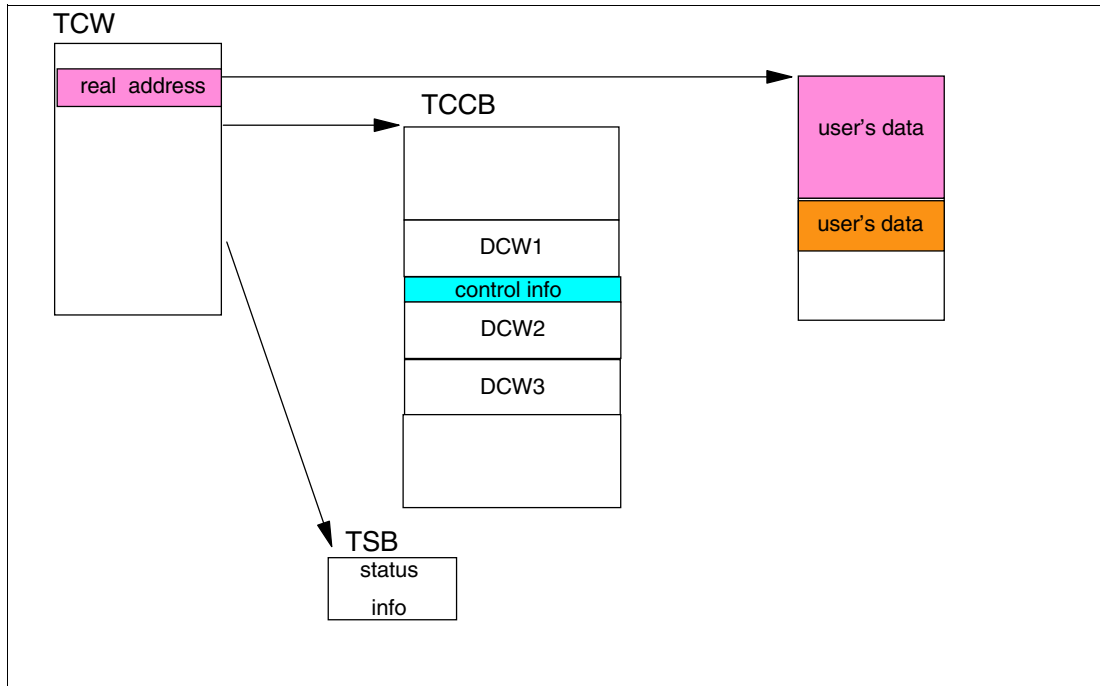 TCW
real address
TCCB
user's data
user's data
DCW1
control info
DCW2
DCW3
TSB
status
info